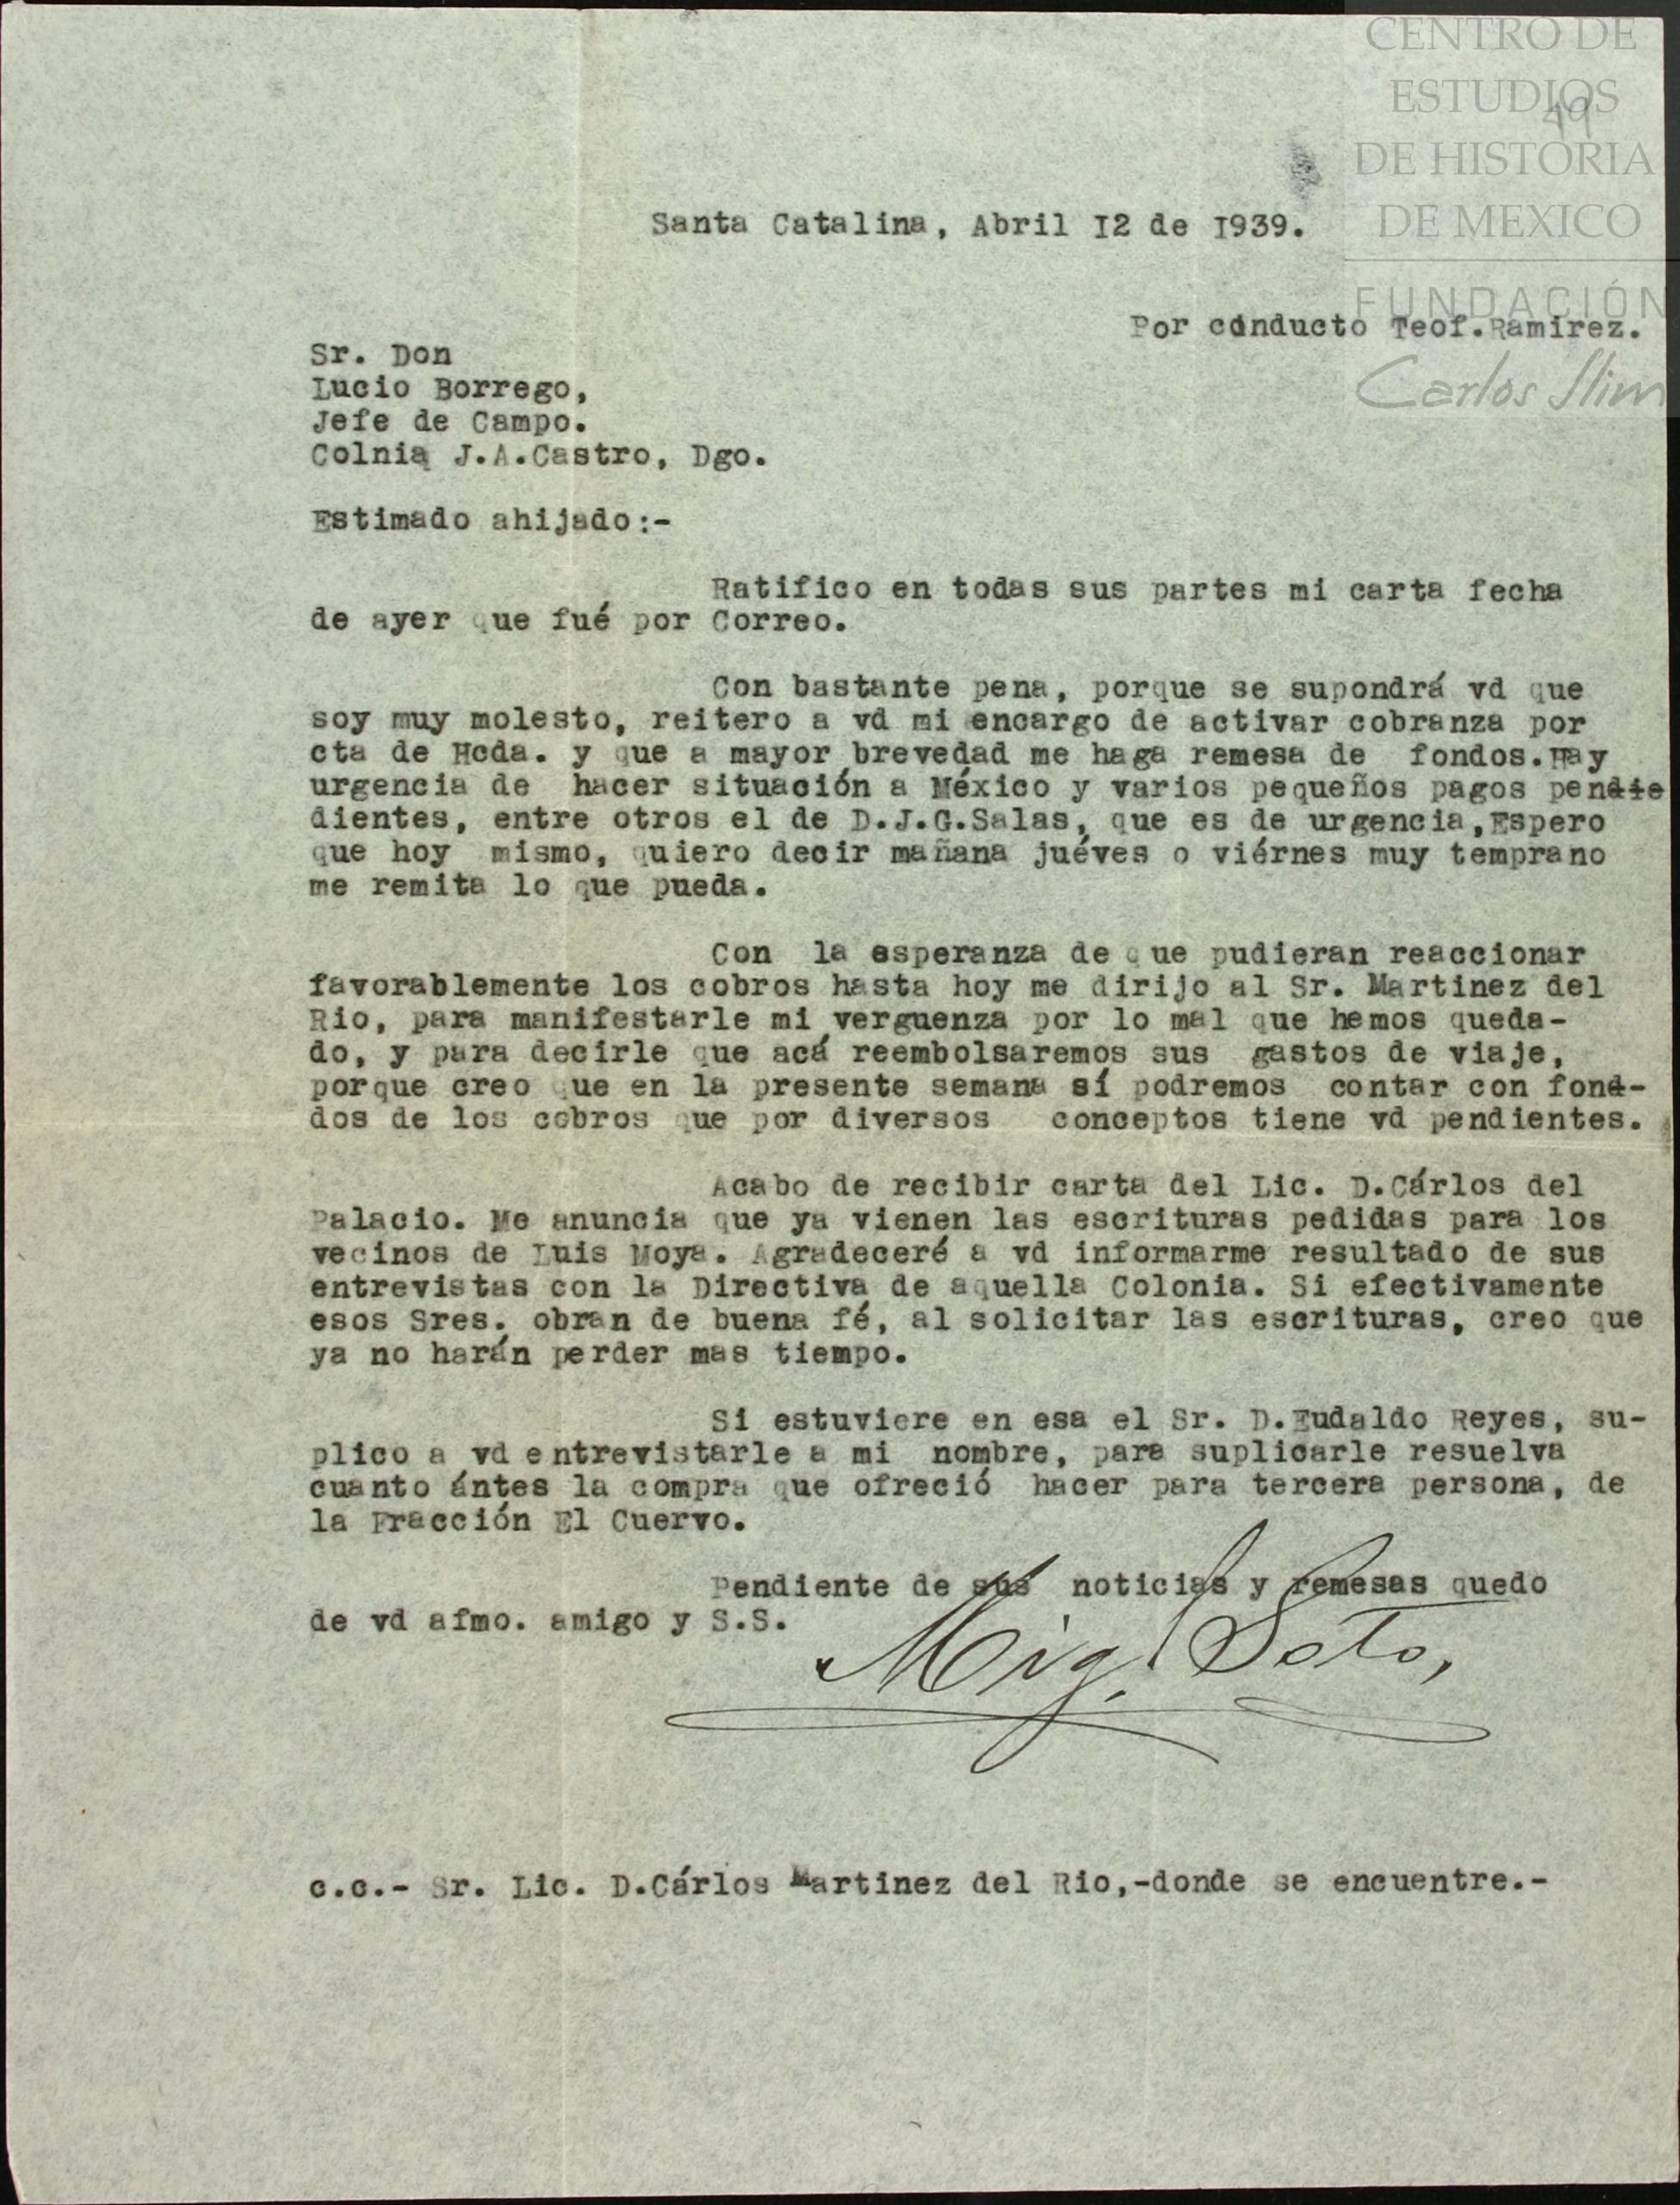 CENTRO DE
ESTUDIOS
DE HISTORIA
DE MEXICO
FUNDACIÓN
Carlos Slim
49
Santa Catalina, Abril I2 de I939.
Por conducto Teof.Ramirez.
Sr. Don
Lucio Borrego,
Jefe de Campo.
Colnia J.A.Castro, Dgo.
Estimado ahijado:-
Ratifico en todas sus partes mi carta fecha
de ayer que fué por Correo.
Con bastante pena, porque se supondrá vd que
soy muy molesto, reitero a vd mi encargo de activar cobranza por
cta de Hcda. y que a mayor brevedad me haga remesa de fondos.Hay
urgencia de hacer situación a México y varios pequeños pagos pendie
dientes, entre otros el de D.J.G.Salas, que es de urgencia,Espero
que hoy mismo, quiero decir mañana juéves o viérnes muy temprano
me remita lo que pueda.
Con la esperanza de que pudieran reaccionar
favorablemente los cobros hasta hoy me dirijo al Sr. Martinez del
Rio, para manifestarle mi verguenza por lo mal que hemos queda-
do, y para decirle que acá reembolsaremos sus gastos de viaje,
porque creo que en la presente semana sí podremos contar con fond-
dos de los cobros que por diversos conceptos tiene vd pendientes.
Acabo de recibir carta del Lic. D.Cárlos del
Palacio. Me anuncia que ya vienen las escrituras pedidas para los
vecinos de Luis Moya. Agradeceré a vd informarme resultado de sus
entrevistas con la Directiva de aquella Colonia. Si efectivamente
esos Sres. obran de buena fé, al solicitar las escrituras, creo que
ya no harán perder mas tiempo.
Si estuviere en esa el Sr. D.Eudaldo Reyes, su-
plico a vd entrevistarle a mi nombre, para suplicarle resuelva
cuanto ántes la compra que ofreció hacer para tercera persona, de
la Fracción El Cuervo.
Pendiente de sus noticias y remesas quedo
de vd afmo. amigo y S.S.
Mig. Soto,
c.c.- Sr. Lic. D.Cárlos Martinez del Rio,-donde se encuentre.-